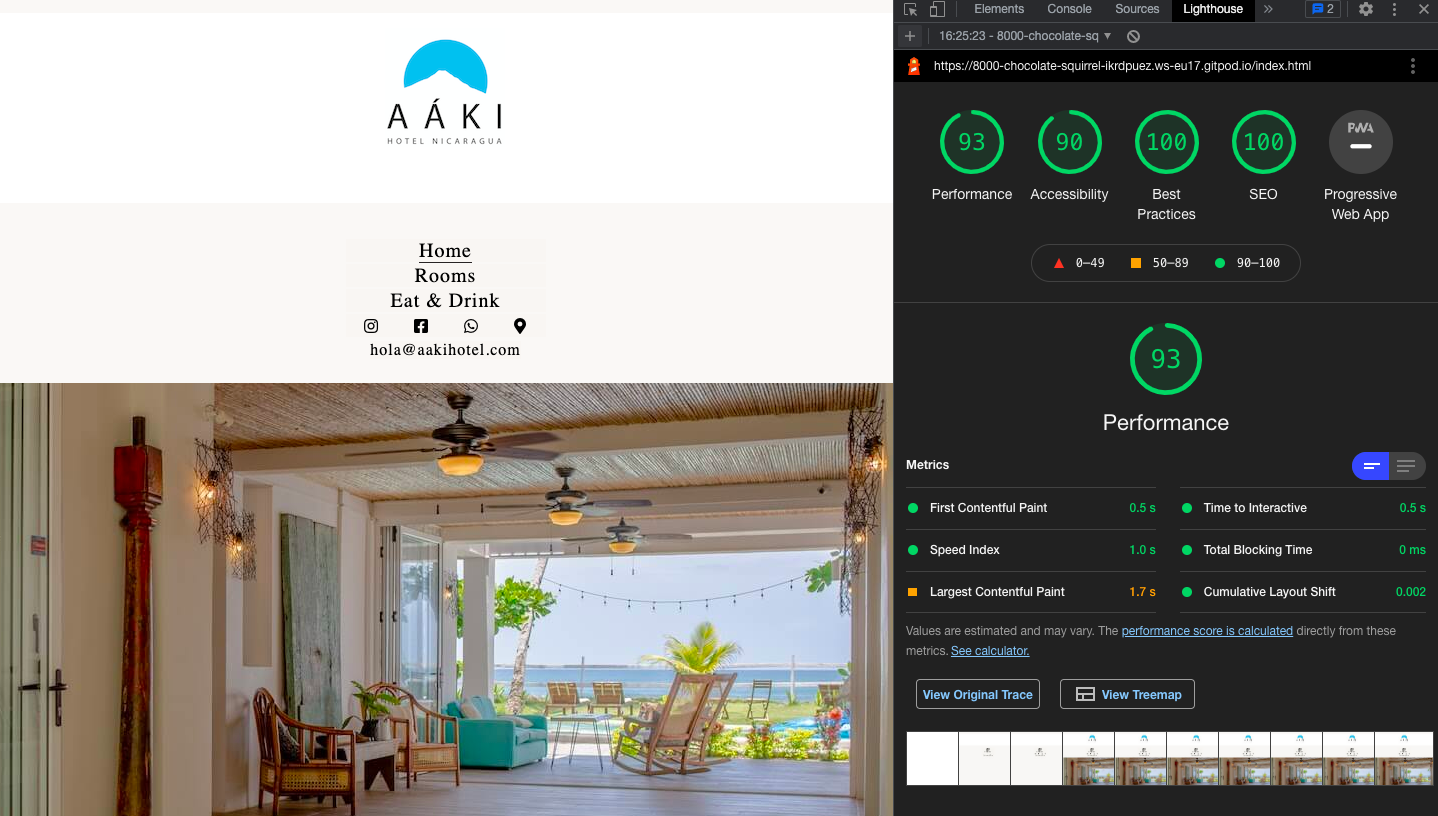 AÁKI
HOTEL NICARAGUA
Home
Rooms
Eat & Drink
hola@aakihotel.com
Elements Console Sources Lighthouse » 2
16:25:23 - 8000-chocolate-sq
https://8000-chocolate-squirrel-ikrdpuez.ws-eu17.gitpod.io/index.html
93 90 100 100 PWA
Performance Accessibility Best Practices SEO Progressive Web App
0–49 50–89 90–100
93
Performance
Metrics
First Contentful Paint 0.5 s
Time to Interactive 0.5 s
Speed Index 1.0 s
Total Blocking Time 0 ms
Largest Contentful Paint 1.7 s
Cumulative Layout Shift 0.002
Values are estimated and may vary. The performance score is calculated directly from these
metrics. See calculator.
View Original Trace View Treemap